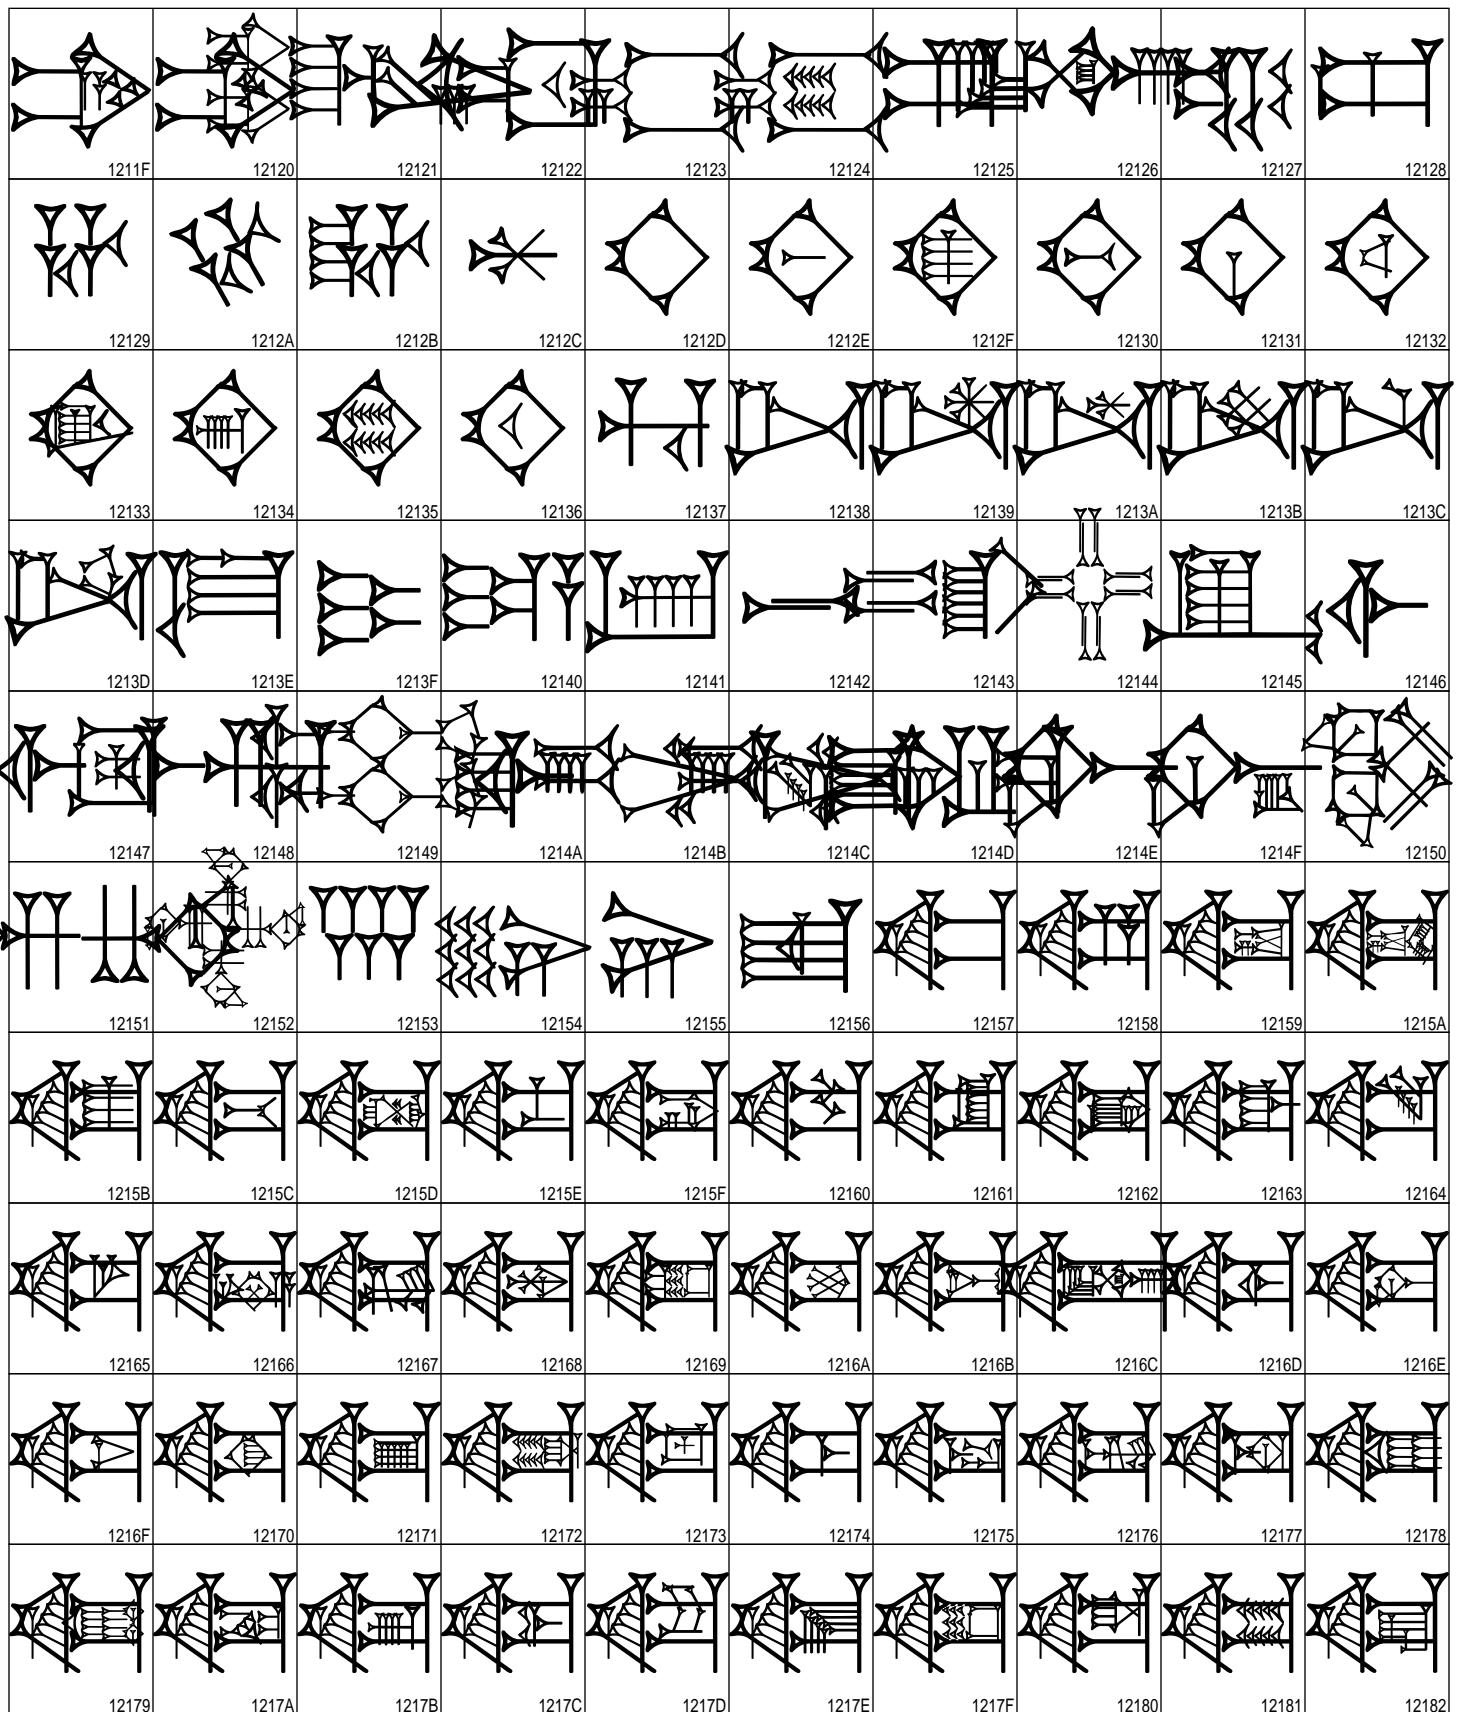 𒄟 𒄠 𒄡 𒄢 𒄣 𒄤 𒄥 𒄦 𒄧 𒄨
1211F 12120 12121 12122 12123 12124 12125 12126 12127 12128
𒄩 𒄪 𒄫 𒄬 𒄭 𒄮 𒄯 𒄰 𒄱 𒄲
12129 1212A 1212B 1212C 1212D 1212E 1212F 12130 12131 12132
𒄳 𒄴 𒄵 𒄶 𒄷 𒄸 𒄹 𒄺 𒄻 𒄼
12133 12134 12135 12136 12137 12138 12139 1213A 1213B 1213C
𒄽 𒄾 𒄿 𒅀 𒅁 𒅂 𒅃 𒅄 𒅅 𒅆
1213D 1213E 1213F 12140 12141 12142 12143 12144 12145 12146
𒅇 𒅈 𒅉 𒅊 𒅋 𒅌 𒅍 𒅎 𒅏 𒅐
12147 12148 12149 1214A 1214B 1214C 1214D 1214E 1214F 12150
𒅑 𒅒 𒅓 𒅔 𒅕 𒅖 𒅗 𒅘 𒅙 𒅚
12151 12152 12153 12154 12155 12156 12157 12158 12159 1215A
𒅛 𒅜 𒅝 𒅞 𒅟 𒅠 𒅡 𒅢 𒅣 𒅤
1215B 1215C 1215D 1215E 1215F 12160 12161 12162 12163 12164
𒅥 𒅦 𒅧 𒅨 𒅩 𒅪 𒅫 𒅬 𒅭 𒅮
12165 12166 12167 12168 12169 1216A 1216B 1216C 1216D 1216E
𒅯 𒅰 𒅱 𒅲 𒅳 𒅴 𒅵 𒅶 𒅷 𒅸
1216F 12170 12171 12172 12173 12174 12175 12176 12177 12178
𒅹 𒅺 𒅻 𒅼 𒅽 𒅾 𒅿 𒆀 𒆁 𒆂
12179 1217A 1217B 1217C 1217D 1217E 1217F 12180 12181 12182